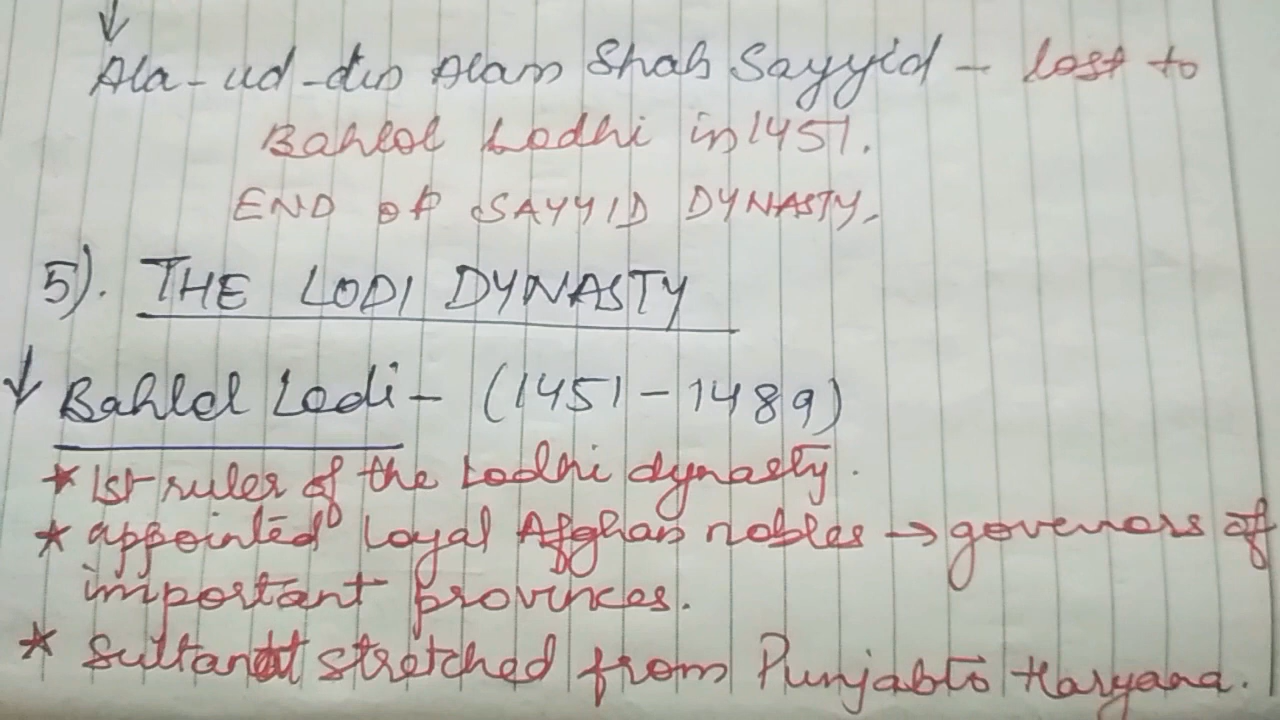 ↓
Ala-ud-din Alam Shah Sayyid - lost to
Bahlol Lodhi in 1451.
END OF SAYYID DYNASTY.
5). THE LODI DYNASTY
↓ Bahlol Lodi - (1451-1489)
* 1st ruler of the Lodhi dynasty.
* appointed loyal Afghan nobles → governors of
important provinces.
* Sultanat stretched from Punjab to Haryana.